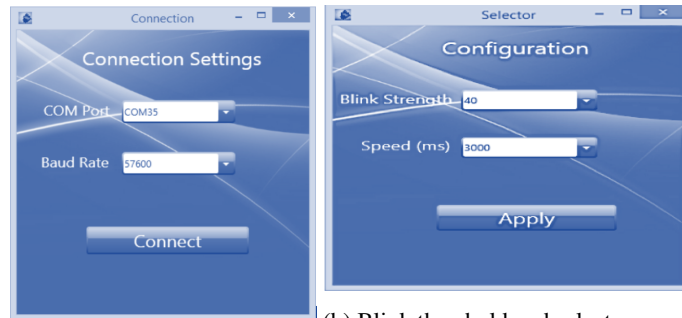 Connection
Connection Settings
COM Port COM35
Baud Rate 57600
Connect
Selector
Configuration
Blink Strength 40
Speed (ms) 3000
Apply